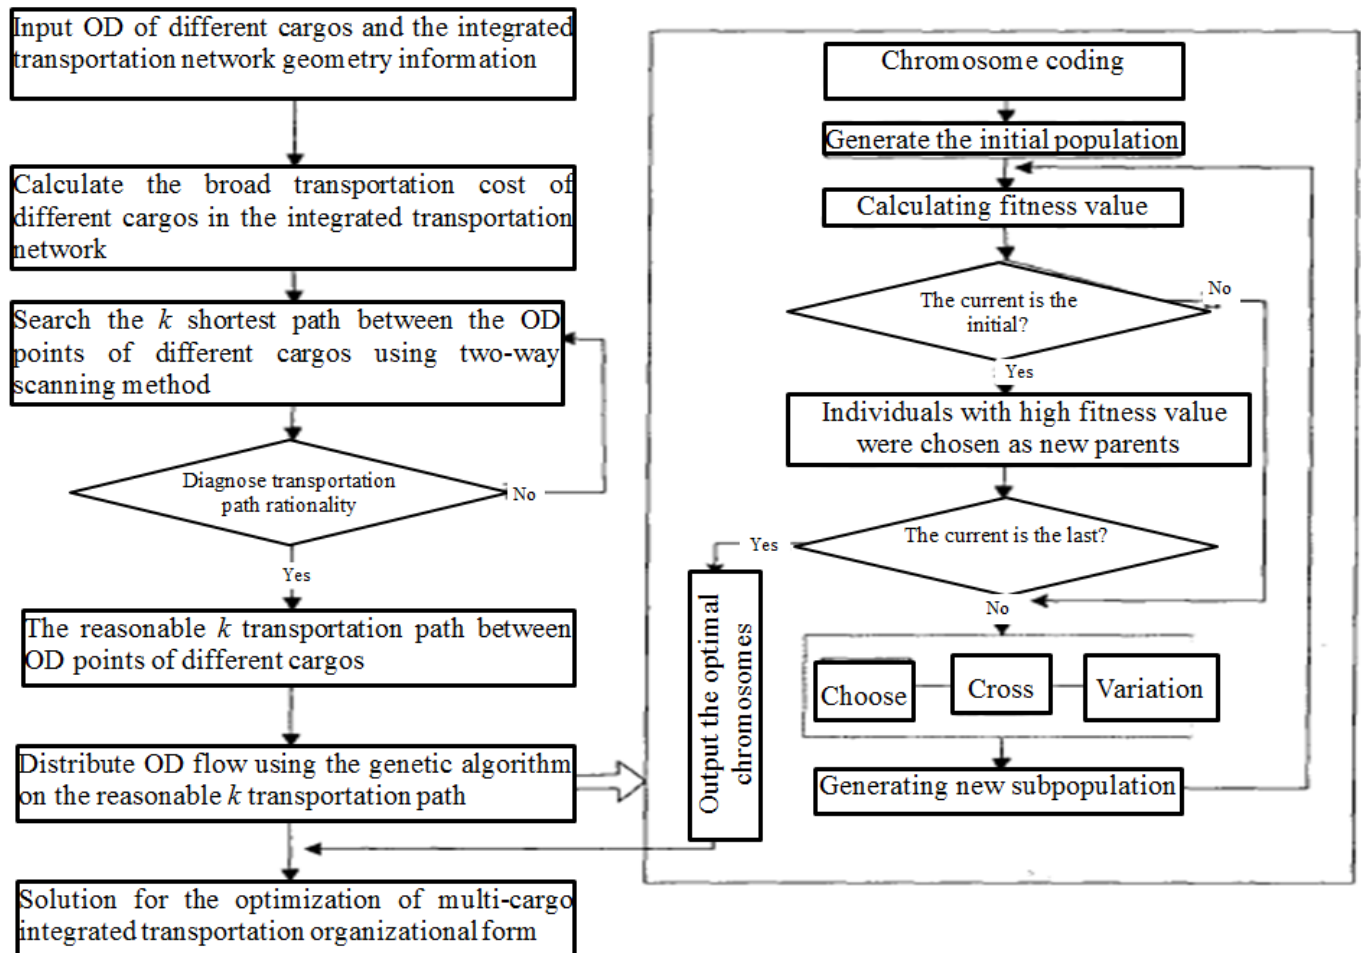 Input OD of different cargos and the integrated
transportation network geometry information
Calculate the broad transportation cost of
different cargos in the integrated transportation
network
Search the k shortest path between the OD
points of different cargos using two-way
scanning method
Diagnose transportation
path rationality
No
Yes
The reasonable k transportation path between
OD points of different cargos
Distribute OD flow using the genetic algorithm
on the reasonable k transportation path
Solution for the optimization of multi-cargo
integrated transportation organizational form
Chromosome coding
Generate the initial population
Calculating fitness value
The current is the
initial?
No
Yes
Individuals with high fitness value
were chosen as new parents
The current is the last?
Yes
No
Output the optimal
chromosomes
Choose
Cross
Variation
Generating new subpopulation